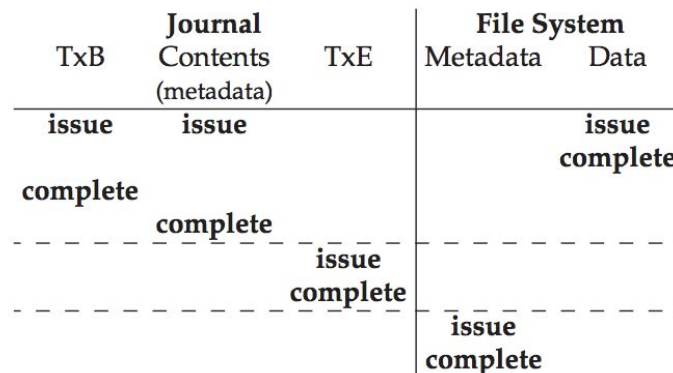 Journal File System
TxB Contents TxE Metadata Data
(metadata)
issue issue issue
complete
complete
complete
issue
complete
issue
complete